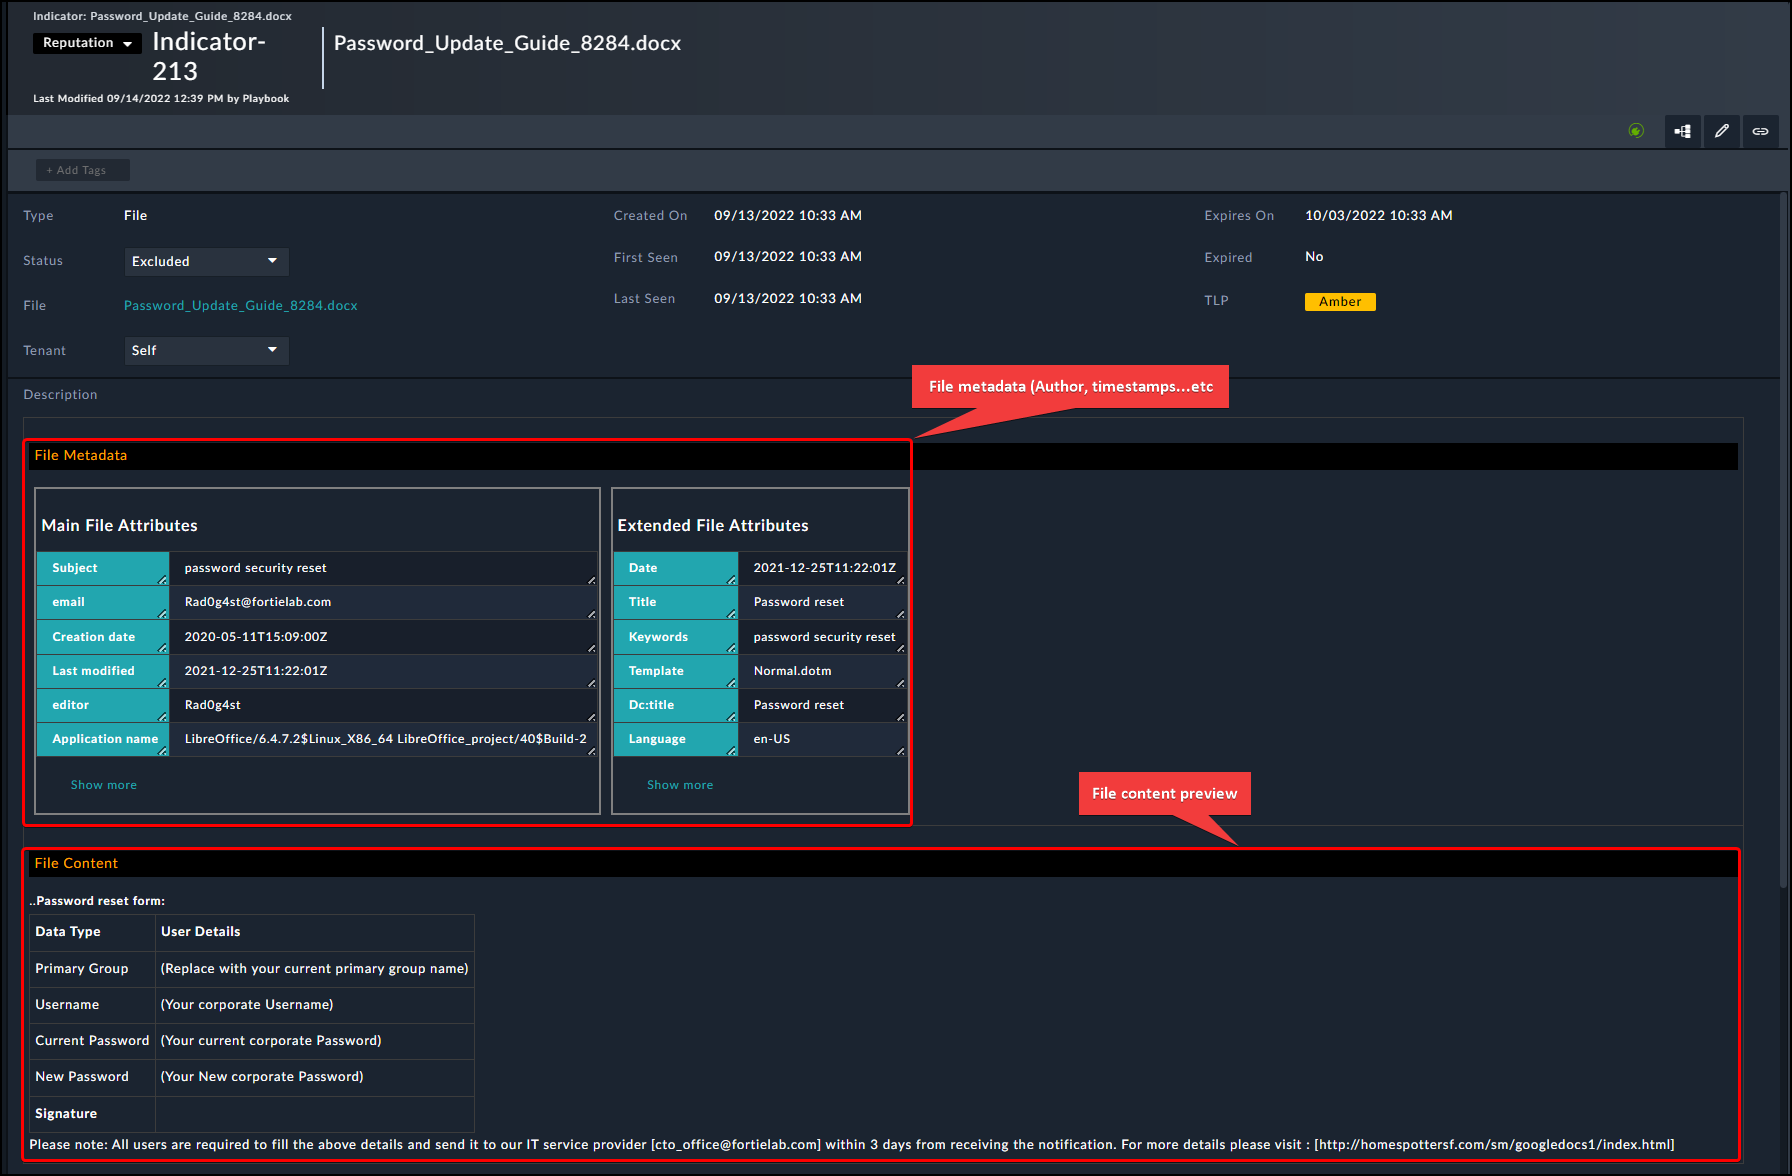 Indicator: Password_Update_Guide_8284.docx
Reputation
Indicator-
213
Password_Update_Guide_8284.docx
Last Modified 09/14/2022 12:39 PM by Playbook
+ Add Tags
Type File Created On 09/13/2022 10:33 AM Expires On 10/03/2022 10:33 AM
Status Excluded First Seen 09/13/2022 10:33 AM Expired No
File Password_Update_Guide_8284.docx Last Seen 09/13/2022 10:33 AM TLP Amber
Tenant Self
Description
File metadata (Author, timestamps...etc
File Metadata
Main File Attributes
Subject password security reset
email Rad0g4st@fortielab.com
Creation date 2020-05-11T15:09:00Z
Last modified 2021-12-25T11:22:01Z
editor Rad0g4st
Application name LibreOffice/6.4.7.2$Linux_X86_64 LibreOffice_project/40$Build-2
Show more
Extended File Attributes
Date 2021-12-25T11:22:01Z
Title Password reset
Keywords password security reset
Template Normal.dotm
Dc:title Password reset
Language en-US
Show more
File content preview
File Content
..Password reset form:
Data Type User Details
Primary Group (Replace with your current primary group name)
Username (Your corporate Username)
Current Password (Your current corporate Password)
New Password (Your New corporate Password)
Signature
Please note: All users are required to fill the above details and send it to our IT service provider [cto_office@fortielab.com] within 3 days from receiving the notification. For more details please visit : [http://homespottersf.com/sm/googledocs1/index.html]